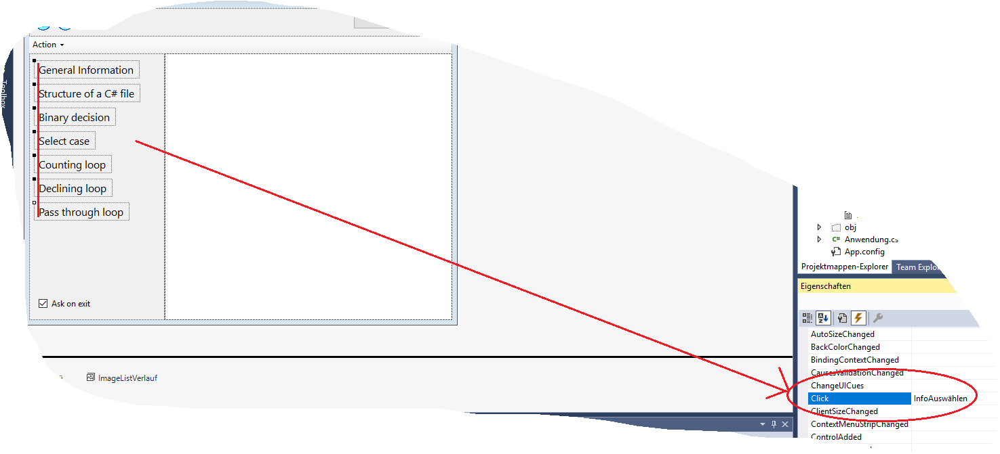 Toolbox
Action
General Information
Structure of a C# file
Binary decision
Select case
Counting loop
Declining loop
Pass through loop
Ask on exit
ImageListVerlauf
obj
C# Anwendung.cs
App.config
Projektmappen-Explorer Team Explo
Eigenschaften
AutoSizeChanged
BackColorChanged
BindingContextChanged
CausesValidationChanged
ChangeUICues
Click InfoAuswählen
ClientSizeChanged
ContextMenuStripChanged
ControlAdded